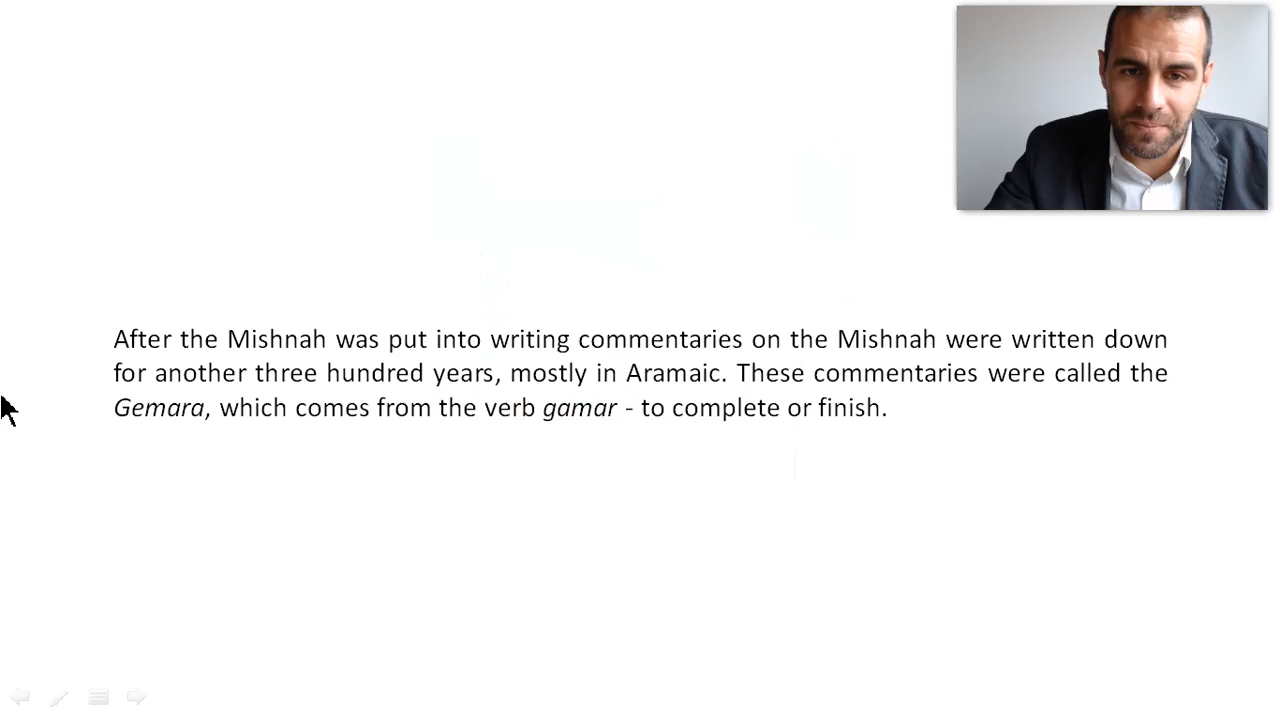 After the Mishnah was put into writing commentaries on the Mishnah were written down
for another three hundred years, mostly in Aramaic. These commentaries were called the
Gemara, which comes from the verb gamar - to complete or finish.